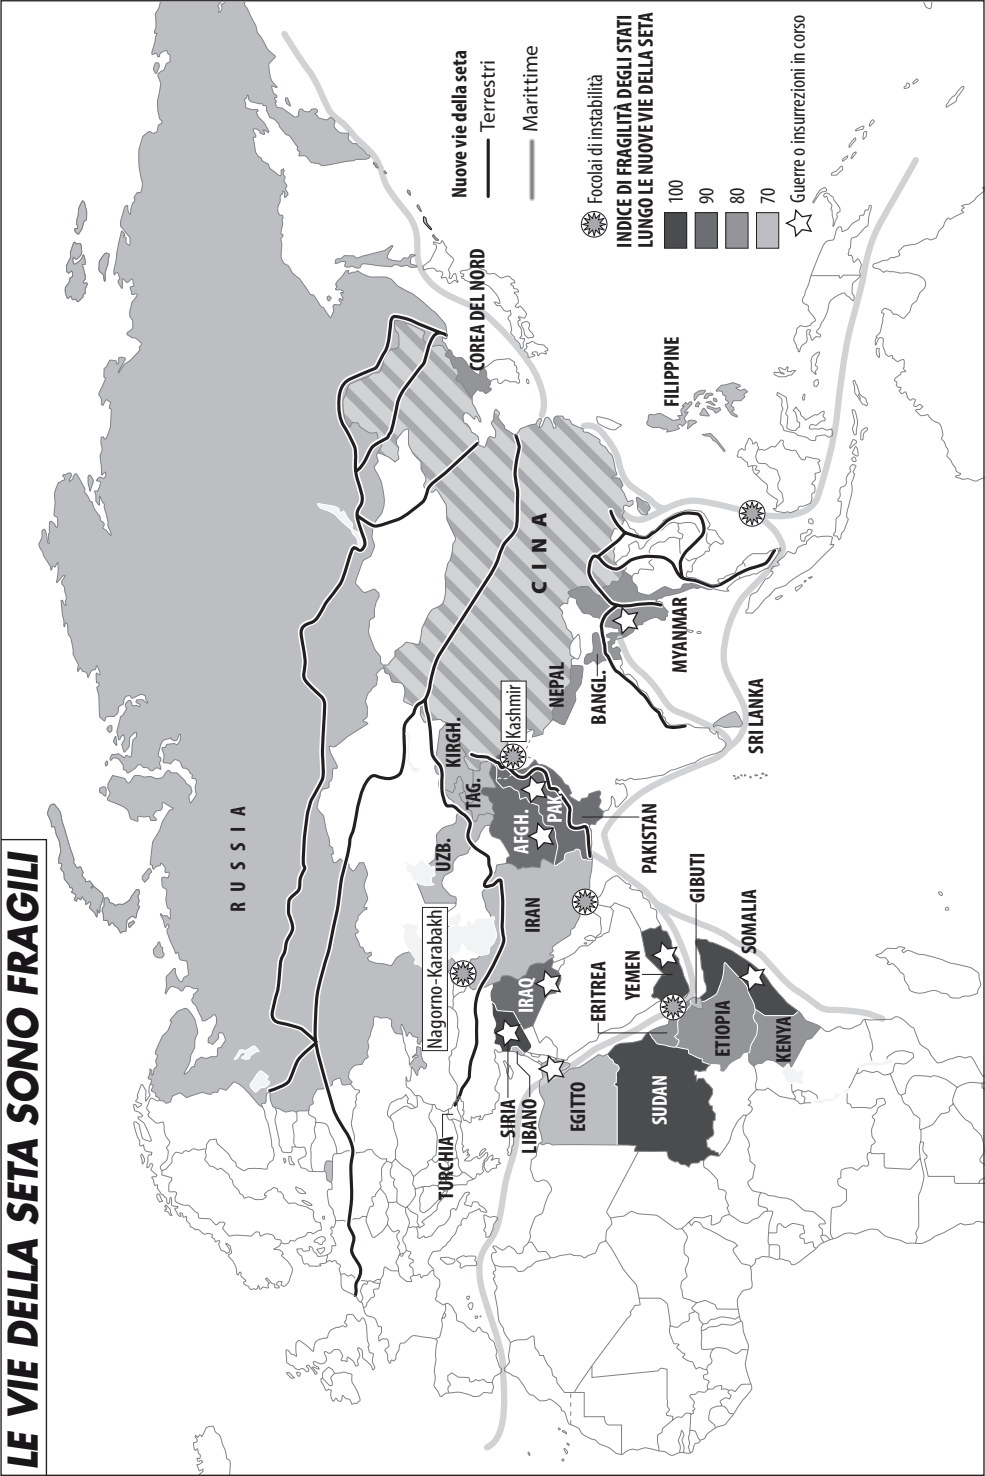 LE VIE DELLA SETA SONO FRAGILI
Nuove vie della seta
Terrestri
Marittime
Focolai di instabilità
INDICE DI FRAGILITÀ DEGLI STATI
LUNGO LE NUOVE VIE DELLA SETA
100
90
80
70
Guerre o insurrezioni in corso
RUSSIA
CINA
COREA DEL NORD
FILIPPINE
MYANMAR
BANGL.
NEPAL
SRI LANKA
Kashmir
KIRGH.
TAG.
UZB.
AFGH.
PAK.
PAKISTAN
IRAN
Nagorno-Karabakh
IRAQ
TURCHIA
SIRIA
LIBANO
EGITTO
SUDAN
ERITREA
YEMEN
GIBUTI
SOMALIA
ETIOPIA
KENYA